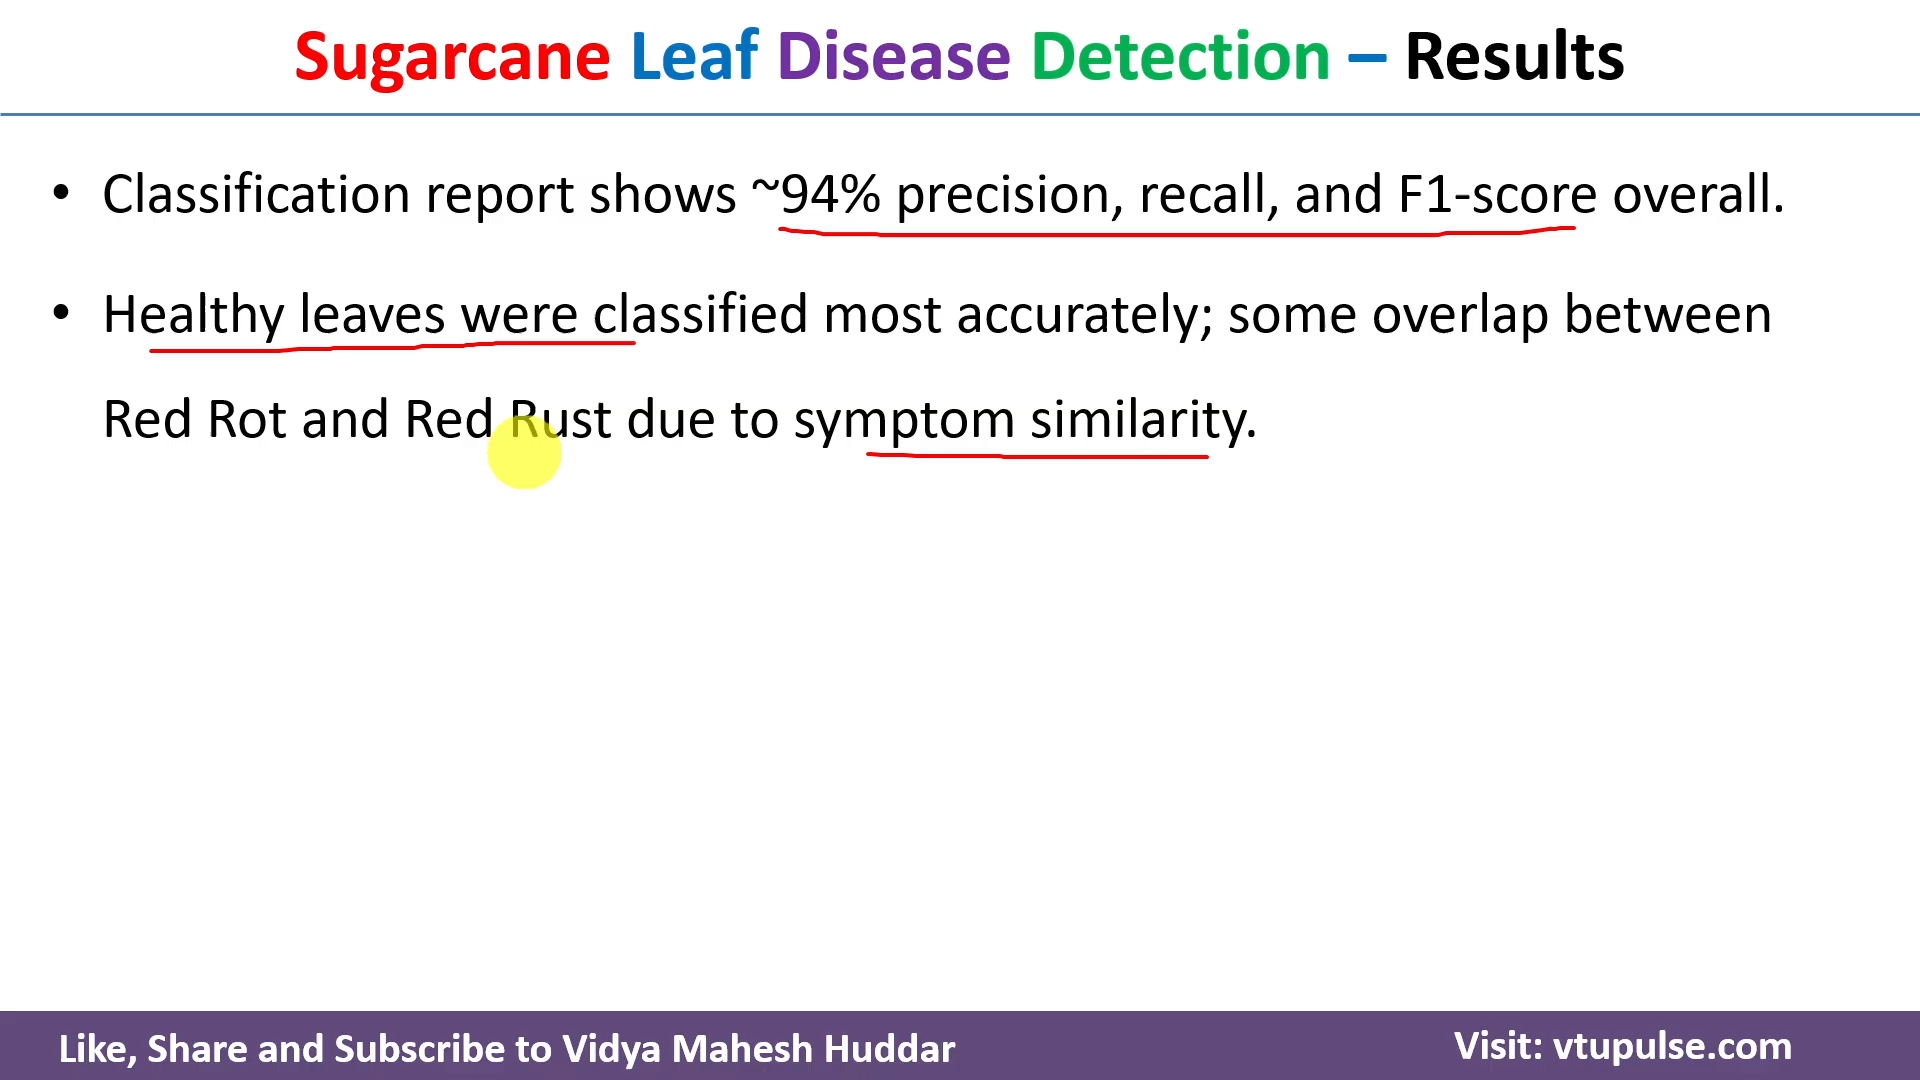 Sugarcane Leaf Disease Detection – Results
• Classification report shows ~94% precision, recall, and F1-score overall.
• Healthy leaves were classified most accurately; some overlap between
Red Rot and Red Rust due to symptom similarity.
Like, Share and Subscribe to Vidya Mahesh Huddar
Visit: vtupulse.com